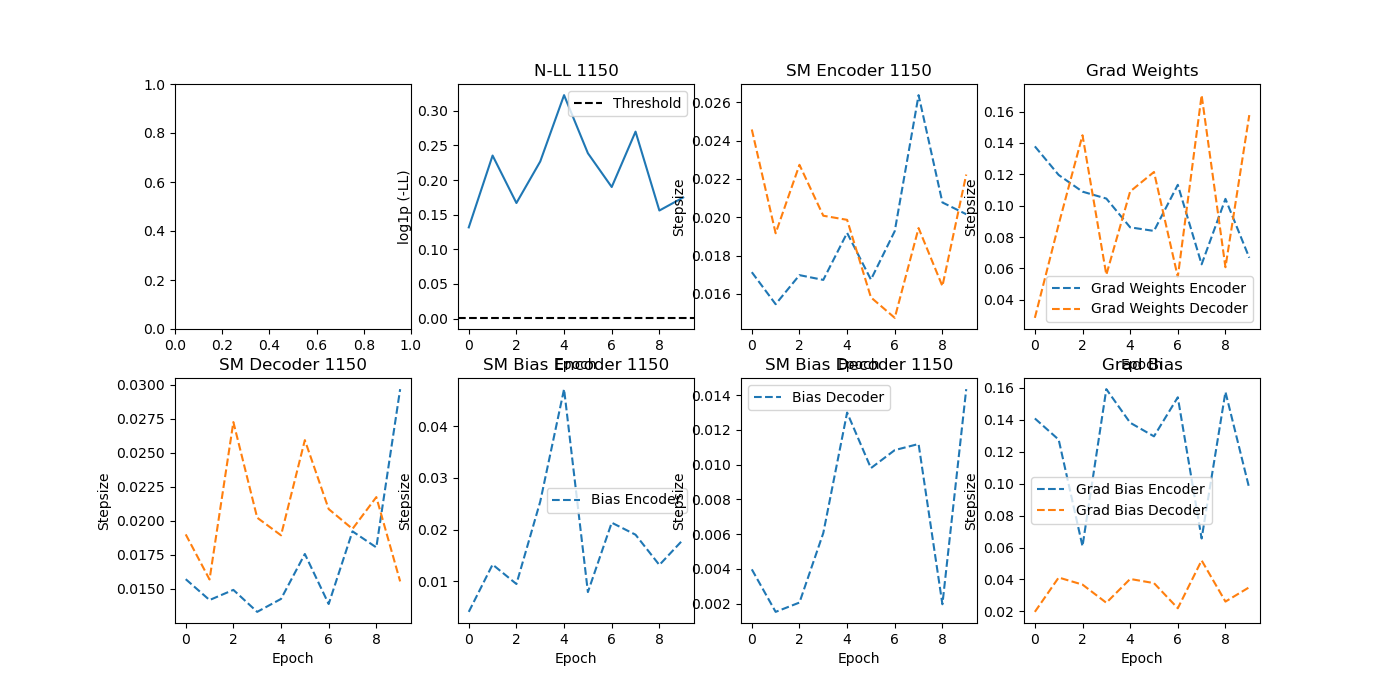 N-LL 1150
SM Encoder 1150
Grad Weights
1.0
0.8
0.6
0.4
0.2
0.0
0.0 0.2 0.4 0.6 0.8 1.0
log1p (-LL)
0.30
0.25
0.20
0.15
0.10
0.05
0.00
Threshold
0 2 4 6 8
Epoch
Stepsize
0.026
0.024
0.022
0.020
0.018
0.016
0 2 4 6 8
Epoch
Stepsize
0.16
0.14
0.12
0.10
0.08
0.06
0.04
Grad Weights Encoder
Grad Weights Decoder
0 2 4 6 8
Epoch
SM Decoder 1150
SM Bias Encoder 1150
SM Bias Decoder 1150
Grad Bias
Stepsize
0.0300
0.0275
0.0250
0.0225
0.0200
0.0175
0.0150
0 2 4 6 8
Epoch
Stepsize
0.04
0.03
0.02
0.01
Bias Encoder
0 2 4 6 8
Epoch
Stepsize
0.014
0.012
0.010
0.008
0.006
0.004
0.002
Bias Decoder
0 2 4 6 8
Epoch
Stepsize
0.16
0.14
0.12
0.10
0.08
0.06
0.04
0.02
Grad Bias Encoder
Grad Bias Decoder
0 2 4 6 8
Epoch